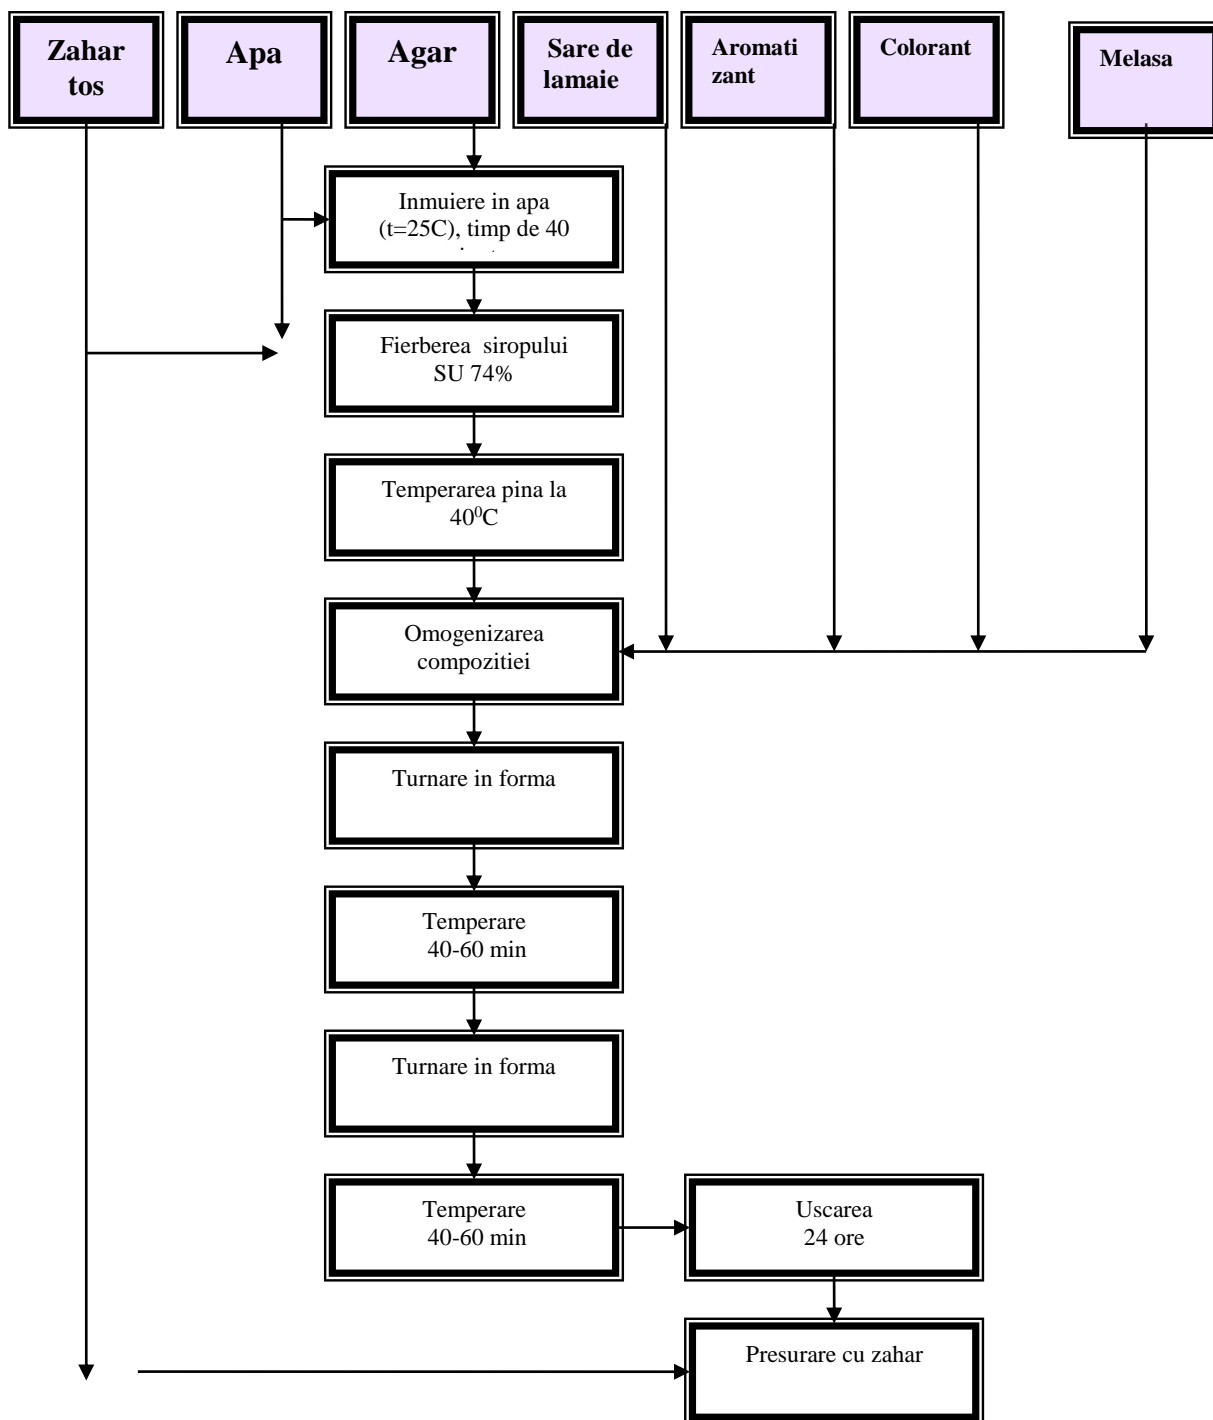 Zahar
tos
Apa
Agar
Sare de
lamaie
Aromati
zant
Colorant
Melasa
Inmuiere in apa
(t=25C), timp de 40
Fierberea siropului
SU 74%
Temperarea pina la
40⁰C
Omogenizarea
compozitiei
Turnare in forma
Temperare
40-60 min
Turnare in forma
Temperare
40-60 min
Uscarea
24 ore
Presurare cu zahar